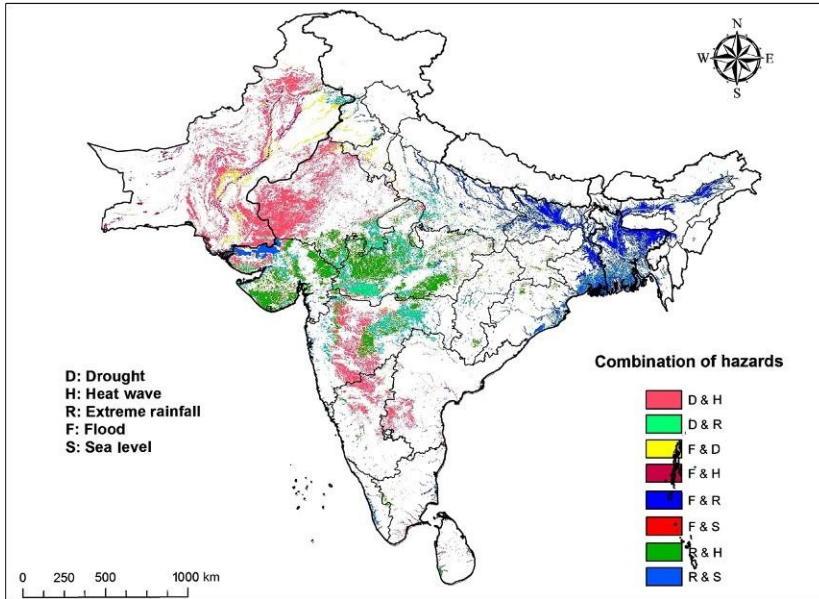 N
W E
S
D: Drought
H: Heat wave
R: Extreme rainfall
F: Flood
S: Sea level
Combination of hazards
D & H
D & R
F & D
F & H
F & R
F & S
R & H
R & S
0 250 500 1000 km